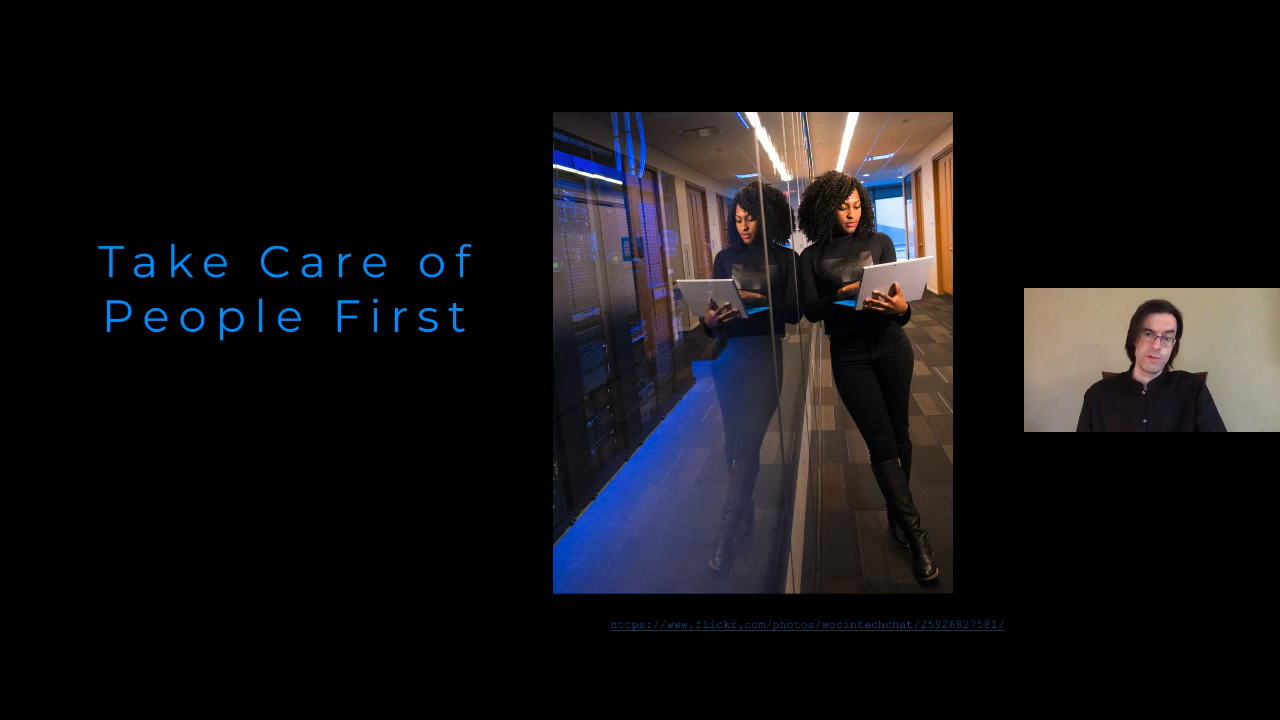 Take Care of
People First
https://www.flickr.com/photos/wocintechchat/25926827581/